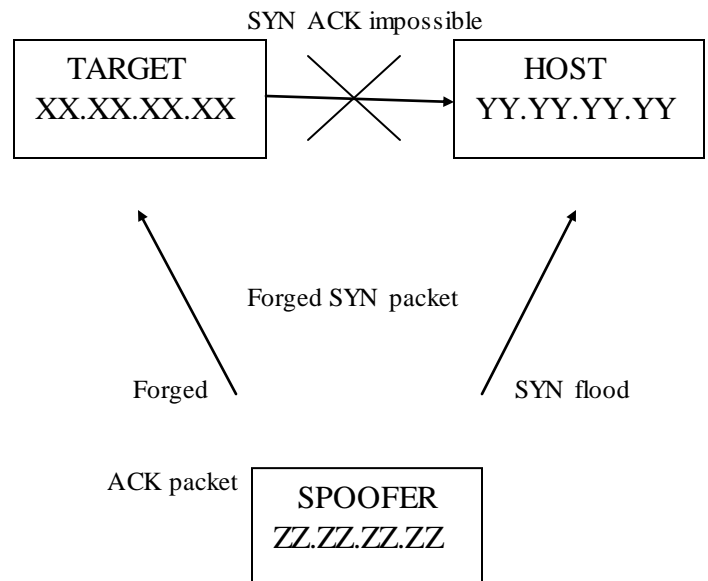 SYN ACK impossible
TARGET
XX.XX.XX.XX
HOST
YY.YY.YY.YY
Forged SYN packet
Forged
SYN flood
ACK packet
SPOOFER
ZZ.ZZ.ZZ.ZZ